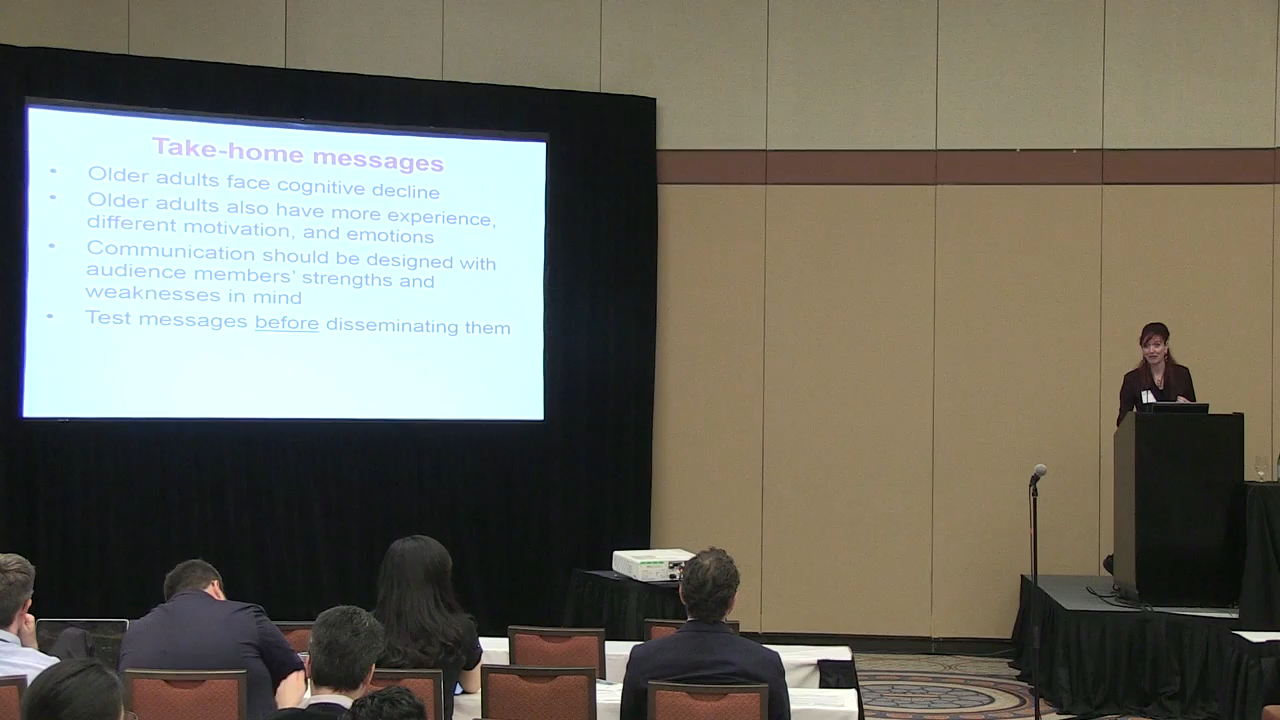 Take-home messages
• Older adults face cognitive decline
• Older adults also have more experience,
different motivation, and emotions
• Communication should be designed with
audience members' strengths and
weaknesses in mind
• Test messages before disseminating them